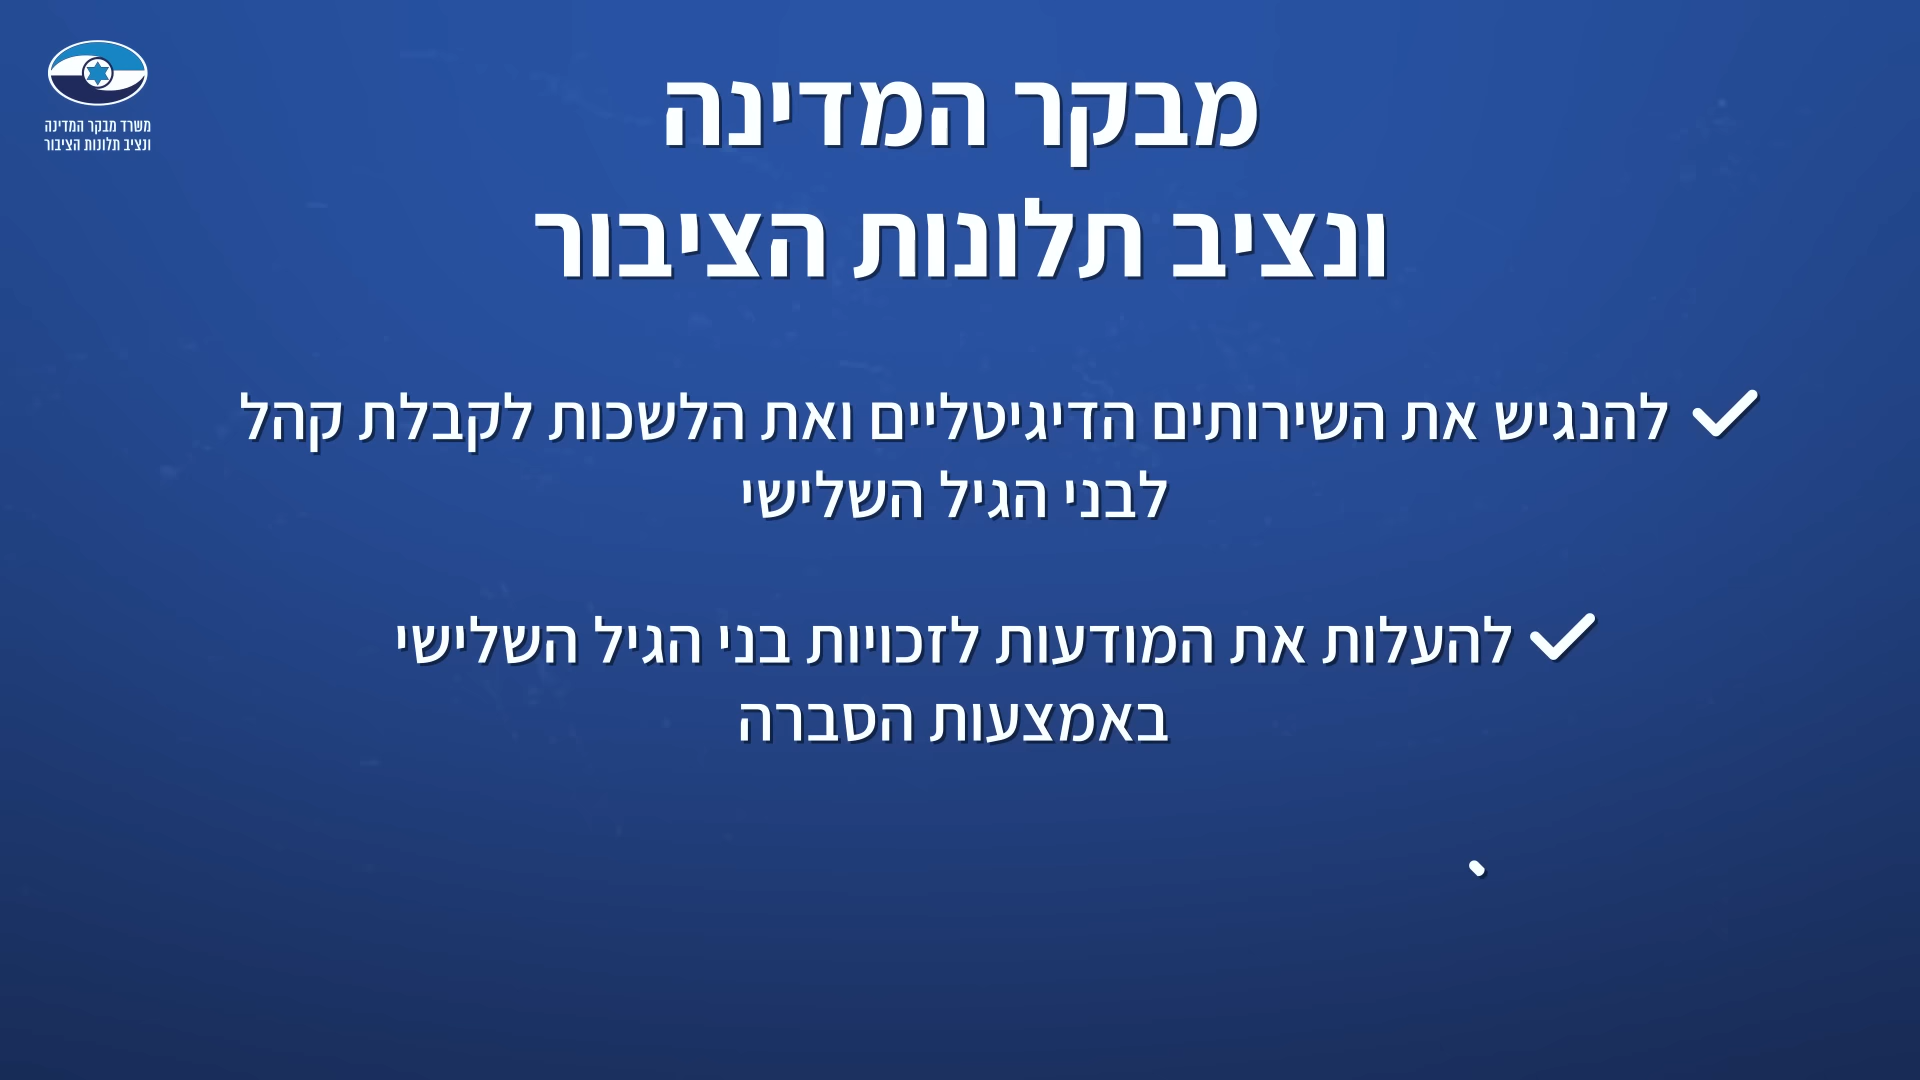 משרד מבקר המדינה
ונציב תלונות הציבור
מבקר המדינה
ונציב תלונות הציבור
להנגיש את השירותים הדיגיטליים ואת הלשכות לקבלת קהל
לבני הגיל השלישי
להעלות את המודעות לזכויות בני הגיל השלישי
באמצעות הסברה